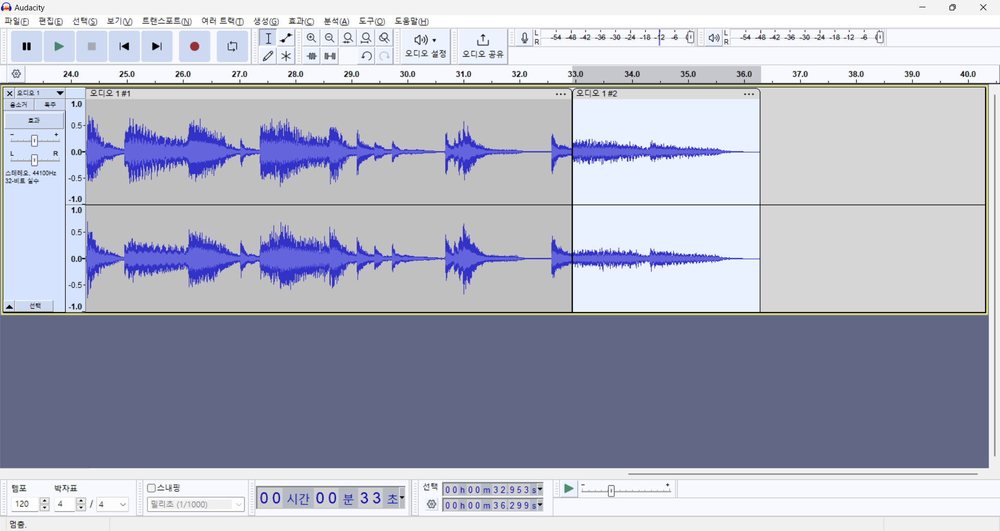 Audacity
파일(F) 편집(E) 선택(S) 보기(V) 트랜스포트(N) 여러 트랙(T) 생성(G) 효과(C) 분석(A) 도구(O) 도움말(H)
오디오 설정
오디오 공유
L
R
-54 -48 -42 -36 -30 -24 -18 -12 -6 0
L
R
-54 -48 -42 -36 -30 -24 -18 -12 -6 0
24.0 25.0 26.0 27.0 28.0 29.0 30.0 31.0 32.0 33.0 34.0 35.0 36.0 37.0 38.0 39.0 40.0
오디오 1
오디오 1 #1
...
오디오 1 #2
...
음소거 독주
효과
- +
L R
스테레오, 44100Hz
32-비트 실수
선택
1.0
0.5
0.0
-0.5
-1.0
1.0
0.5
0.0
-0.5
-1.0
템포
120
박자표
4 / 4
스내핑
밀리초 (1/1000)
00 시간 00 분 33 초
선택
00 h 00 m 32.953 s
00 h 00 m 36.299 s
- +
멈춤.